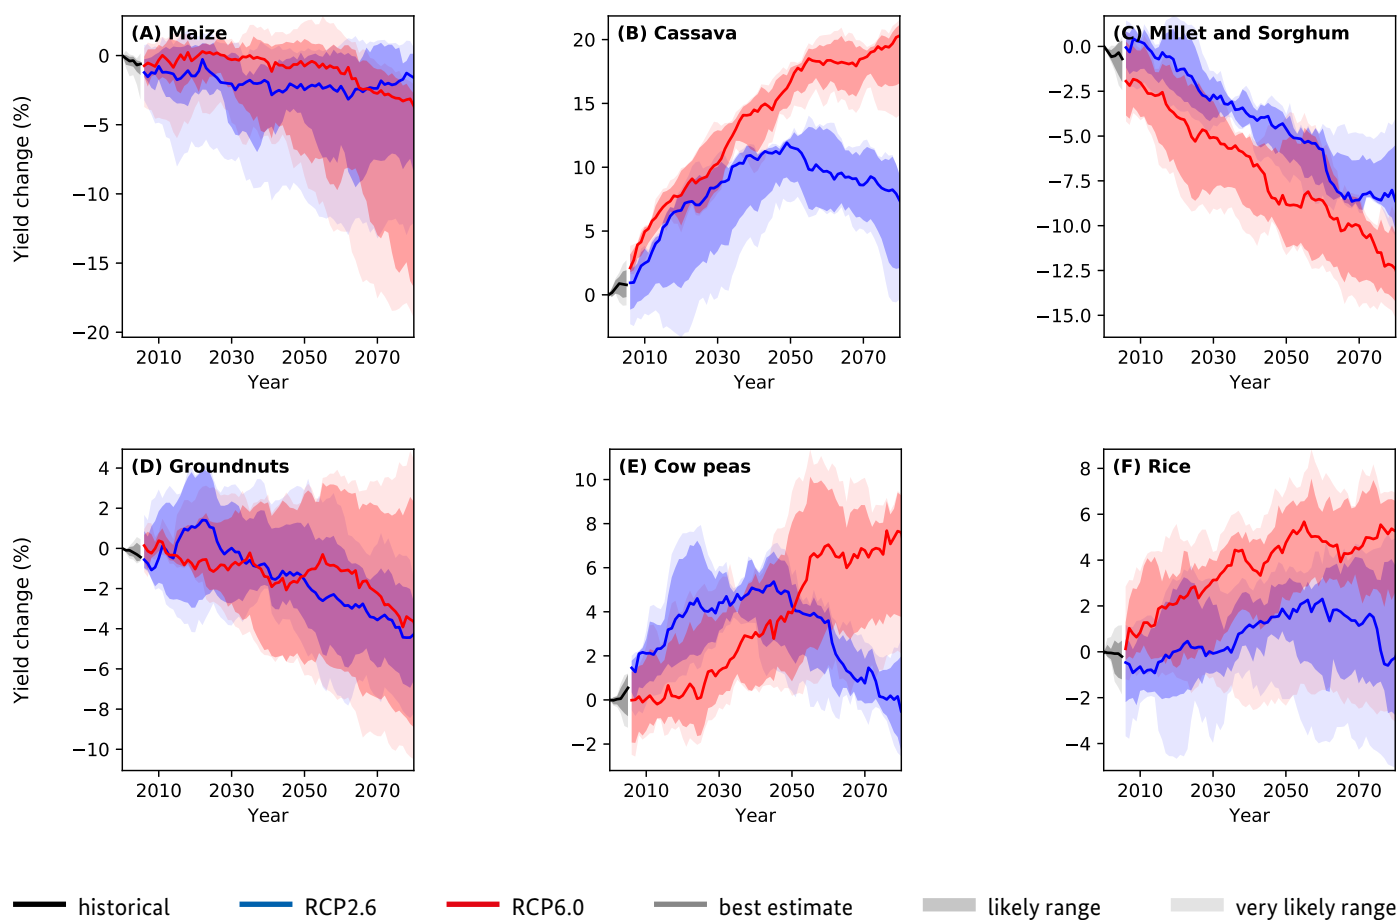 (A) Maize
(B) Cassava
(C) Millet and Sorghum
Yield change (%)
0
−5
−10
−15
−20
2010 2030 2050 2070
Year
20
15
10
5
0
2010 2030 2050 2070
Year
0.0
−2.5
−5.0
−7.5
−10.0
−12.5
−15.0
2010 2030 2050 2070
Year
(D) Groundnuts
(E) Cow peas
(F) Rice
Yield change (%)
4
2
0
−2
−4
−6
−8
−10
2010 2030 2050 2070
Year
10
8
6
4
2
0
−2
2010 2030 2050 2070
Year
8
6
4
2
0
−2
−4
2010 2030 2050 2070
Year
historical RCP2.6 RCP6.0 best estimate likely range very likely range